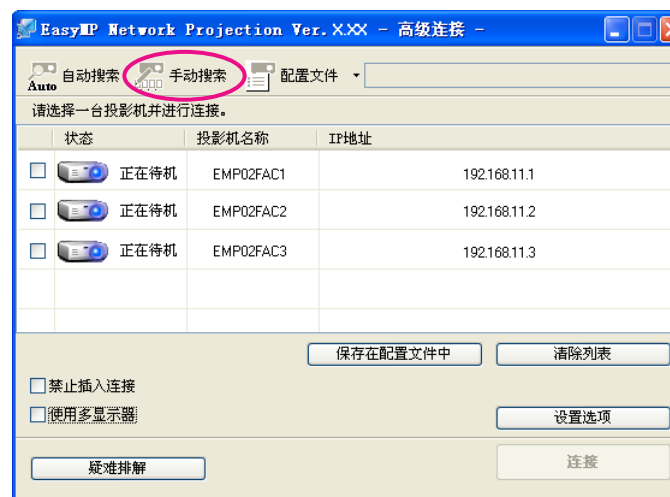 EasyMP Network Projection Ver.X.XX - 高级连接 -
Auto 自动搜索 手动搜索 配置文件
请选择一台投影机并进行连接。
状态 投影机名称 IP地址
正在待机 EMP02FAC1 192.168.11.1
正在待机 EMP02FAC2 192.168.11.2
正在待机 EMP02FAC3 192.168.11.3
保存在配置文件中 清除列表
禁止插入连接
使用多显示器 设置选项
疑难排解 连接